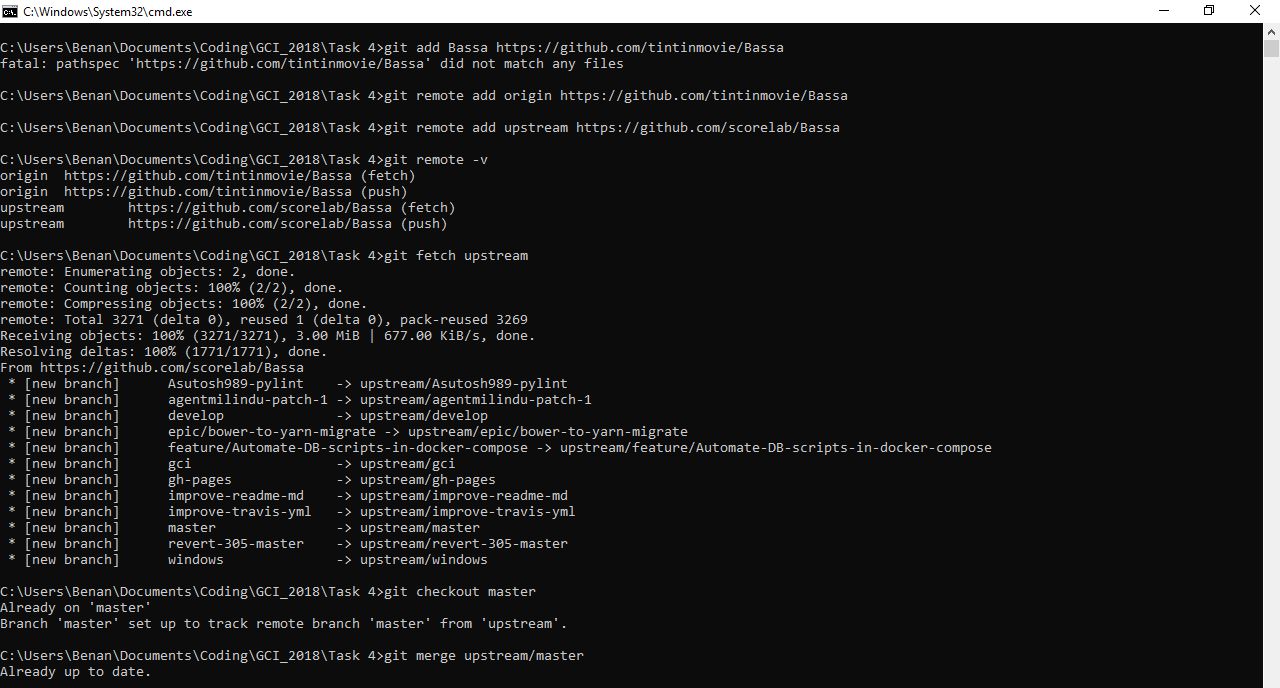 C:\Windows\System32\cmd.exe
C:\Users\Benan\Documents\Coding\GCI_2018\Task 4>git add Bassa https://github.com/tintinmovie/Bassa
fatal: pathspec 'https://github.com/tintinmovie/Bassa' did not match any files
C:\Users\Benan\Documents\Coding\GCI_2018\Task 4>git remote add origin https://github.com/tintinmovie/Bassa
C:\Users\Benan\Documents\Coding\GCI_2018\Task 4>git remote add upstream https://github.com/scorelab/Bassa
C:\Users\Benan\Documents\Coding\GCI_2018\Task 4>git remote -v
origin  https://github.com/tintinmovie/Bassa (fetch)
origin  https://github.com/tintinmovie/Bassa (push)
upstream        https://github.com/scorelab/Bassa (fetch)
upstream        https://github.com/scorelab/Bassa (push)
C:\Users\Benan\Documents\Coding\GCI_2018\Task 4>git fetch upstream
remote: Enumerating objects: 2, done.
remote: Counting objects: 100% (2/2), done.
remote: Compressing objects: 100% (2/2), done.
remote: Total 3271 (delta 0), reused 1 (delta 0), pack-reused 3269
Receiving objects: 100% (3271/3271), 3.00 MiB | 677.00 KiB/s, done.
Resolving deltas: 100% (1771/1771), done.
From https://github.com/scorelab/Bassa
 * [new branch]      Asutosh989-pylint    -> upstream/Asutosh989-pylint
 * [new branch]      agentmilindu-patch-1 -> upstream/agentmilindu-patch-1
 * [new branch]      develop              -> upstream/develop
 * [new branch]      epic/bower-to-yarn-migrate -> upstream/epic/bower-to-yarn-migrate
 * [new branch]      feature/Automate-DB-scripts-in-docker-compose -> upstream/feature/Automate-DB-scripts-in-docker-compose
 * [new branch]      gci                  -> upstream/gci
 * [new branch]      gh-pages             -> upstream/gh-pages
 * [new branch]      improve-readme-md    -> upstream/improve-readme-md
 * [new branch]      improve-travis-yml   -> upstream/improve-travis-yml
 * [new branch]      master               -> upstream/master
 * [new branch]      revert-305-master    -> upstream/revert-305-master
 * [new branch]      windows              -> upstream/windows
C:\Users\Benan\Documents\Coding\GCI_2018\Task 4>git checkout master
Already on 'master'
Branch 'master' set up to track remote branch 'master' from 'upstream'.
C:\Users\Benan\Documents\Coding\GCI_2018\Task 4>git merge upstream/master
Already up to date.